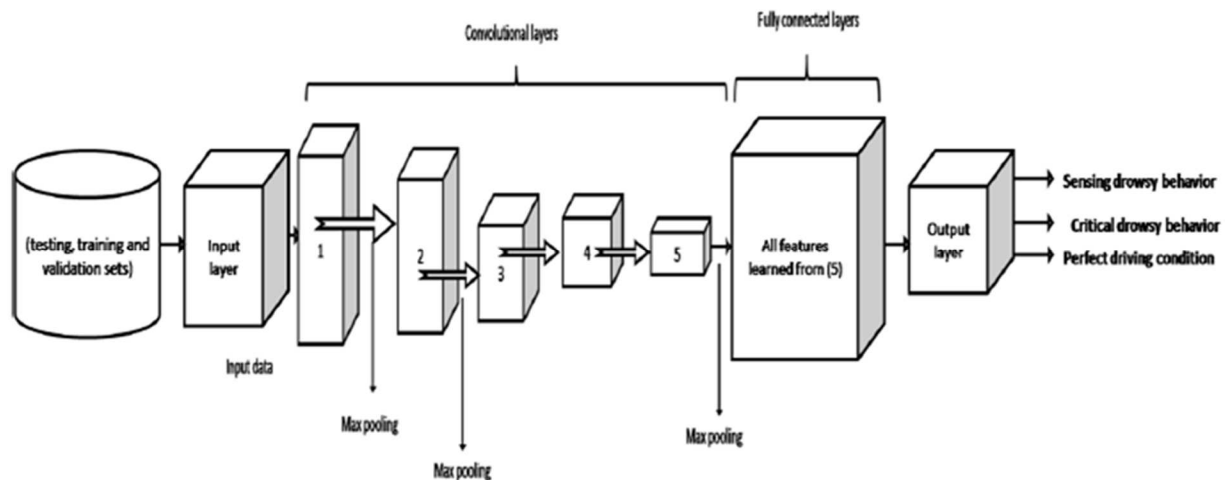 Convolutional layers
Fully connected layers
(testing, training and
validation sets)
Input
layer
1
2
3
4
5
All features
learned from (5)
Output
layer
Sensing drowsy behavior
Critical drowsy behavior
Perfect driving condition
Input data
Max pooling
Max pooling
Max pooling